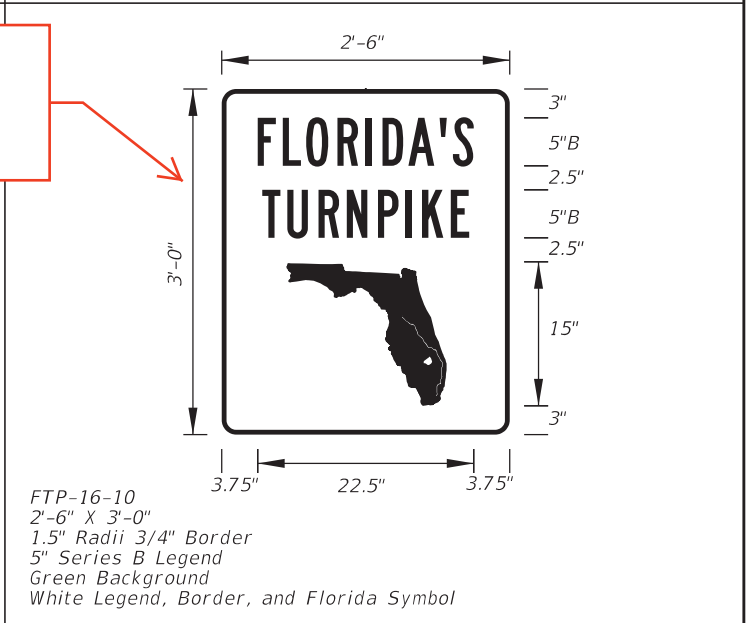 2'-6"
FLORIDA'S
TURNPIKE
3'-0"
3"
5"B
2.5"
5"B
2.5"
15"
3"
3.75"
22.5"
3.75"
FTP-16-10
2'-6" X 3'-0"
1.5" Radii 3/4" Border
5" Series B Legend
Green Background
White Legend, Border, and Florida Symbol